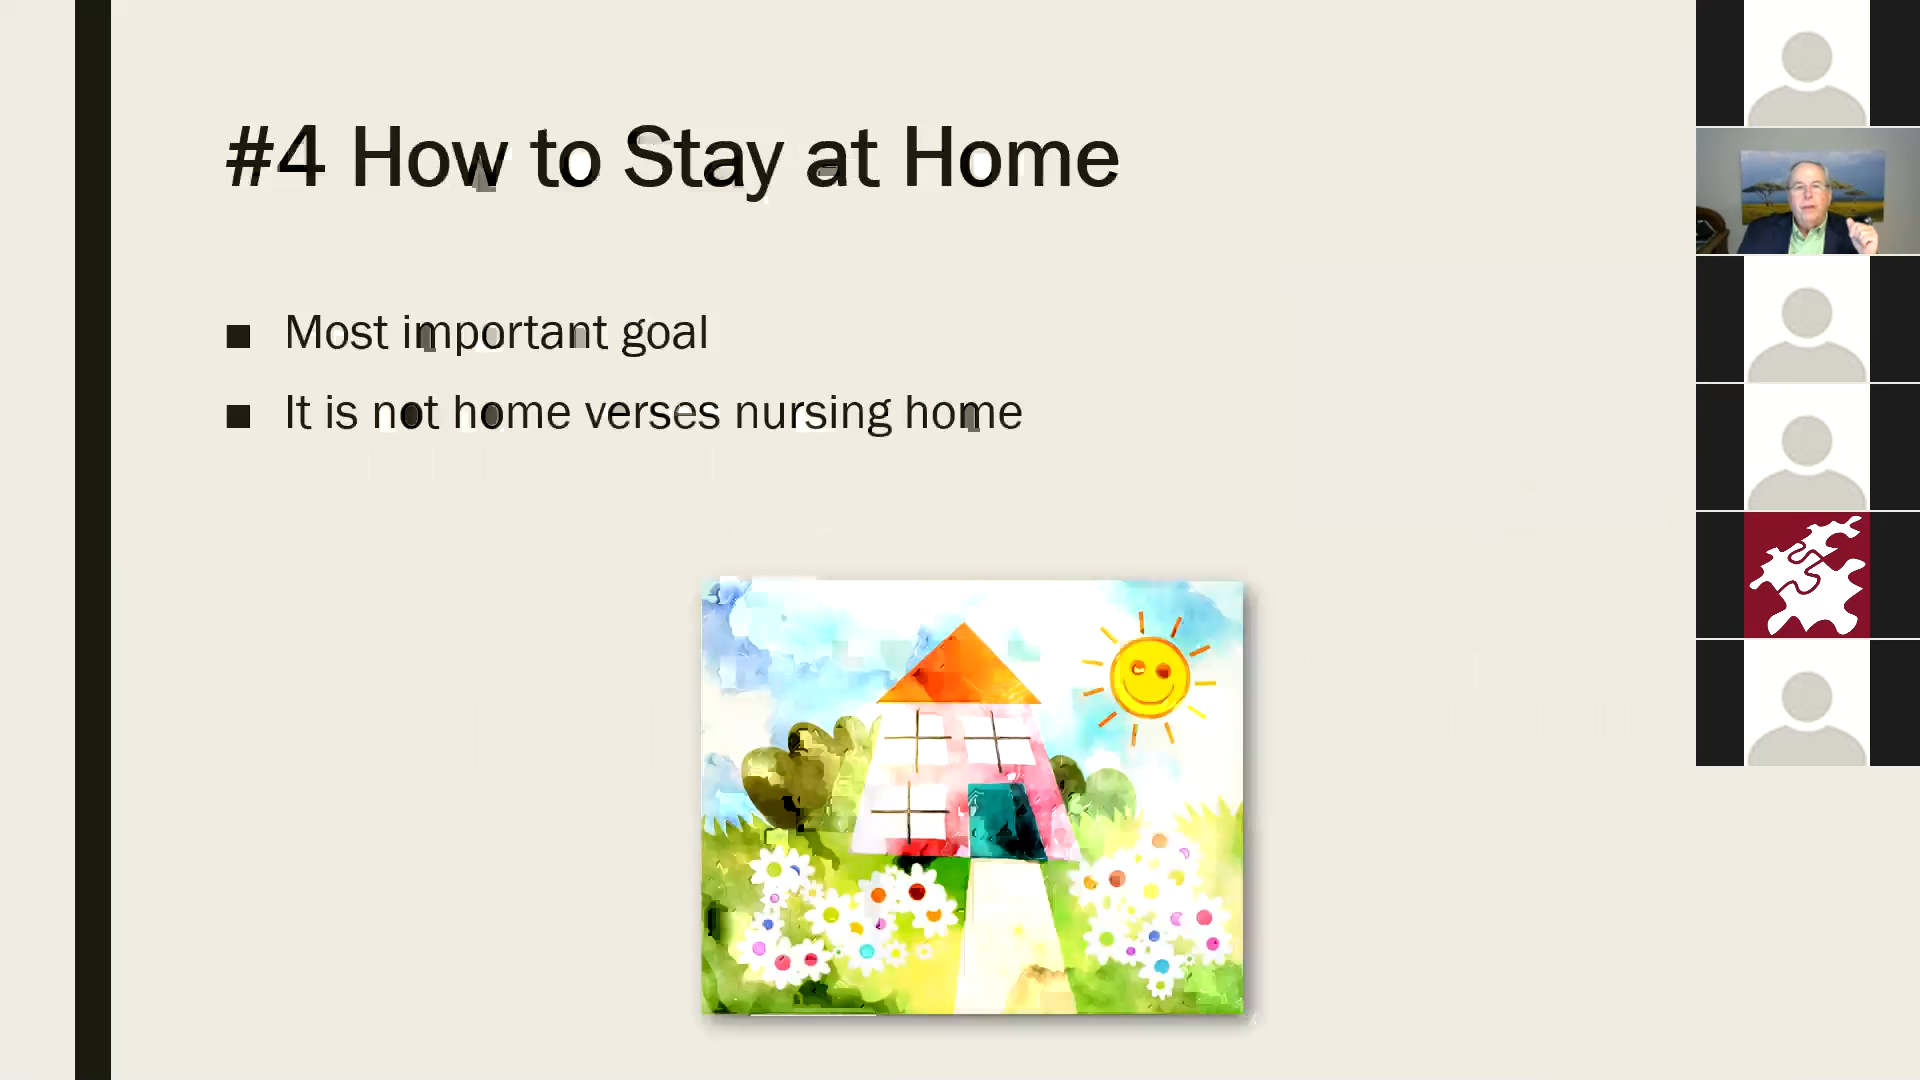 #4 How to Stay at Home
■ Most important goal
■ It is not home verses nursing home